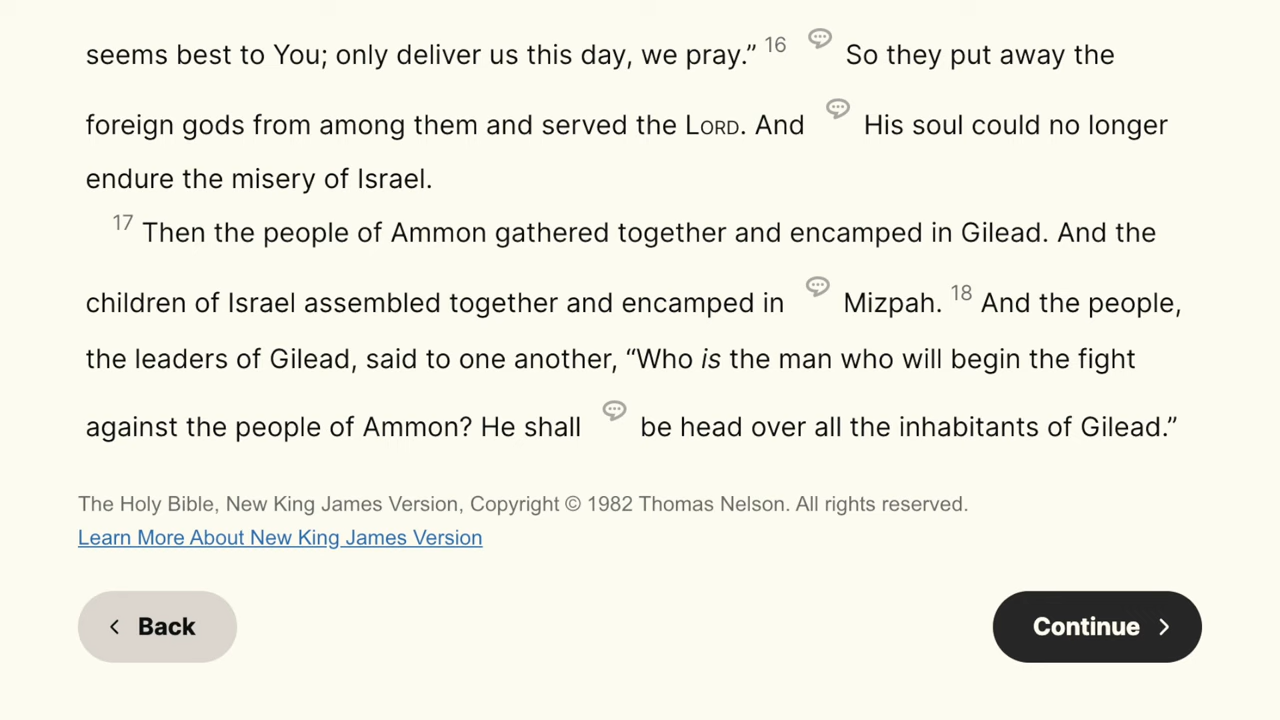 seems best to You; only deliver us this day, we pray.” 16 So they put away the
foreign gods from among them and served the LORD. And His soul could no longer
endure the misery of Israel.
17 Then the people of Ammon gathered together and encamped in Gilead. And the
children of Israel assembled together and encamped in Mizpah. 18 And the people,
the leaders of Gilead, said to one another, “Who is the man who will begin the fight
against the people of Ammon? He shall be head over all the inhabitants of Gilead.”
The Holy Bible, New King James Version, Copyright © 1982 Thomas Nelson. All rights reserved.
Learn More About New King James Version
Back
Continue